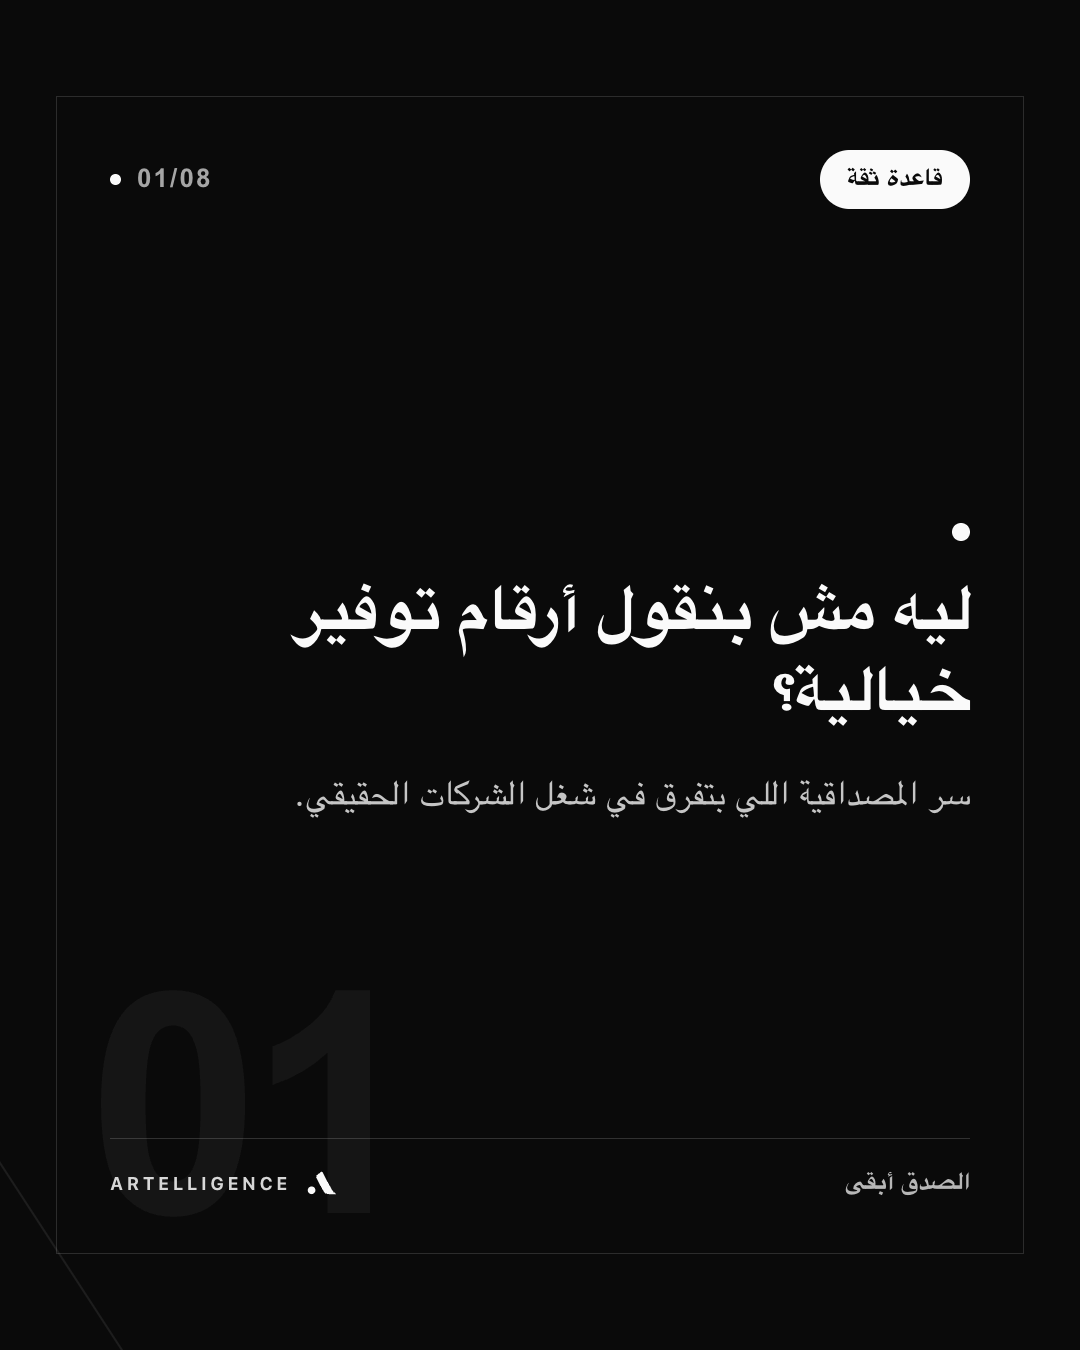 قاعدة ثقة
01/08
ليه مش بنقول أرقام توفير
خيالية؟
سر المصداقية اللي بتفرق في شغل الشركات الحقيقي.
01
الصدق أبقى
ARTELLIGENCE